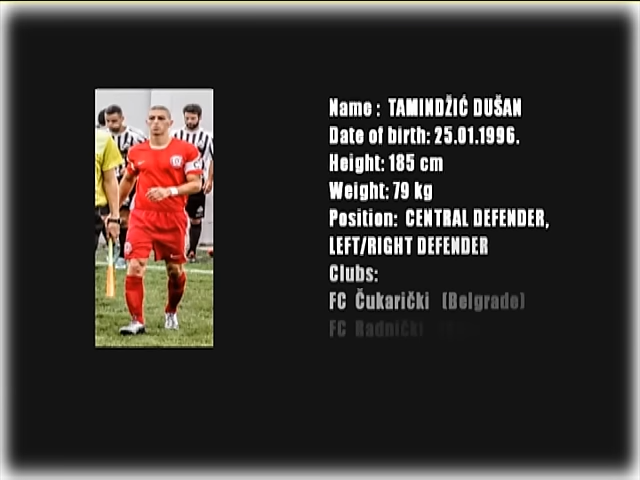 Name : TAMINDŽIĆ DUŠAN
Date of birth: 25.01.1996.
Height: 185 cm
Weight: 79 kg
Position: CENTRAL DEFENDER,
LEFT/RIGHT DEFENDER
Clubs:
FC Čukarički (Belgrade)
FC Radnički